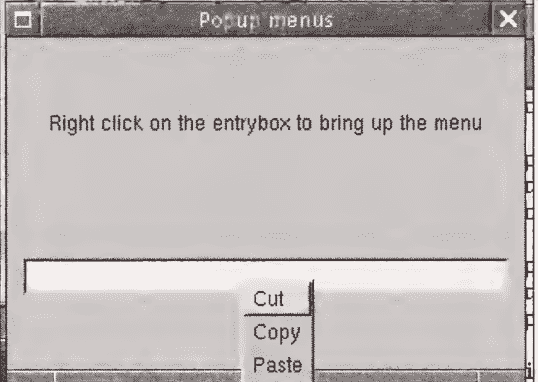 Popup menus
Right click on the entrybox to bring up the menu
Cut
Copy
Paste